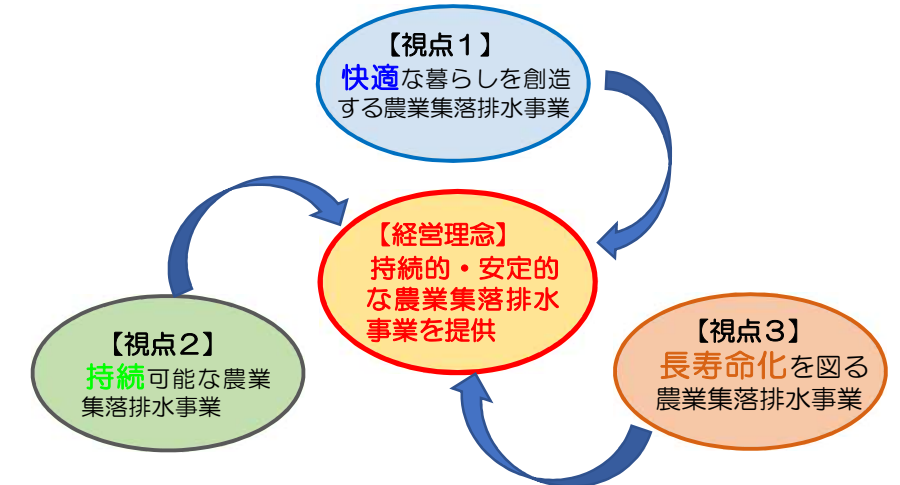 【視点１】
快適な暮らしを創造
する農業集落排水事業
【経営理念】
持続的・安定的
な農業集落排水
事業を提供
【視点２】
持続可能な農業
集落排水事業
【視点３】
長寿命化を図る
農業集落排水事業